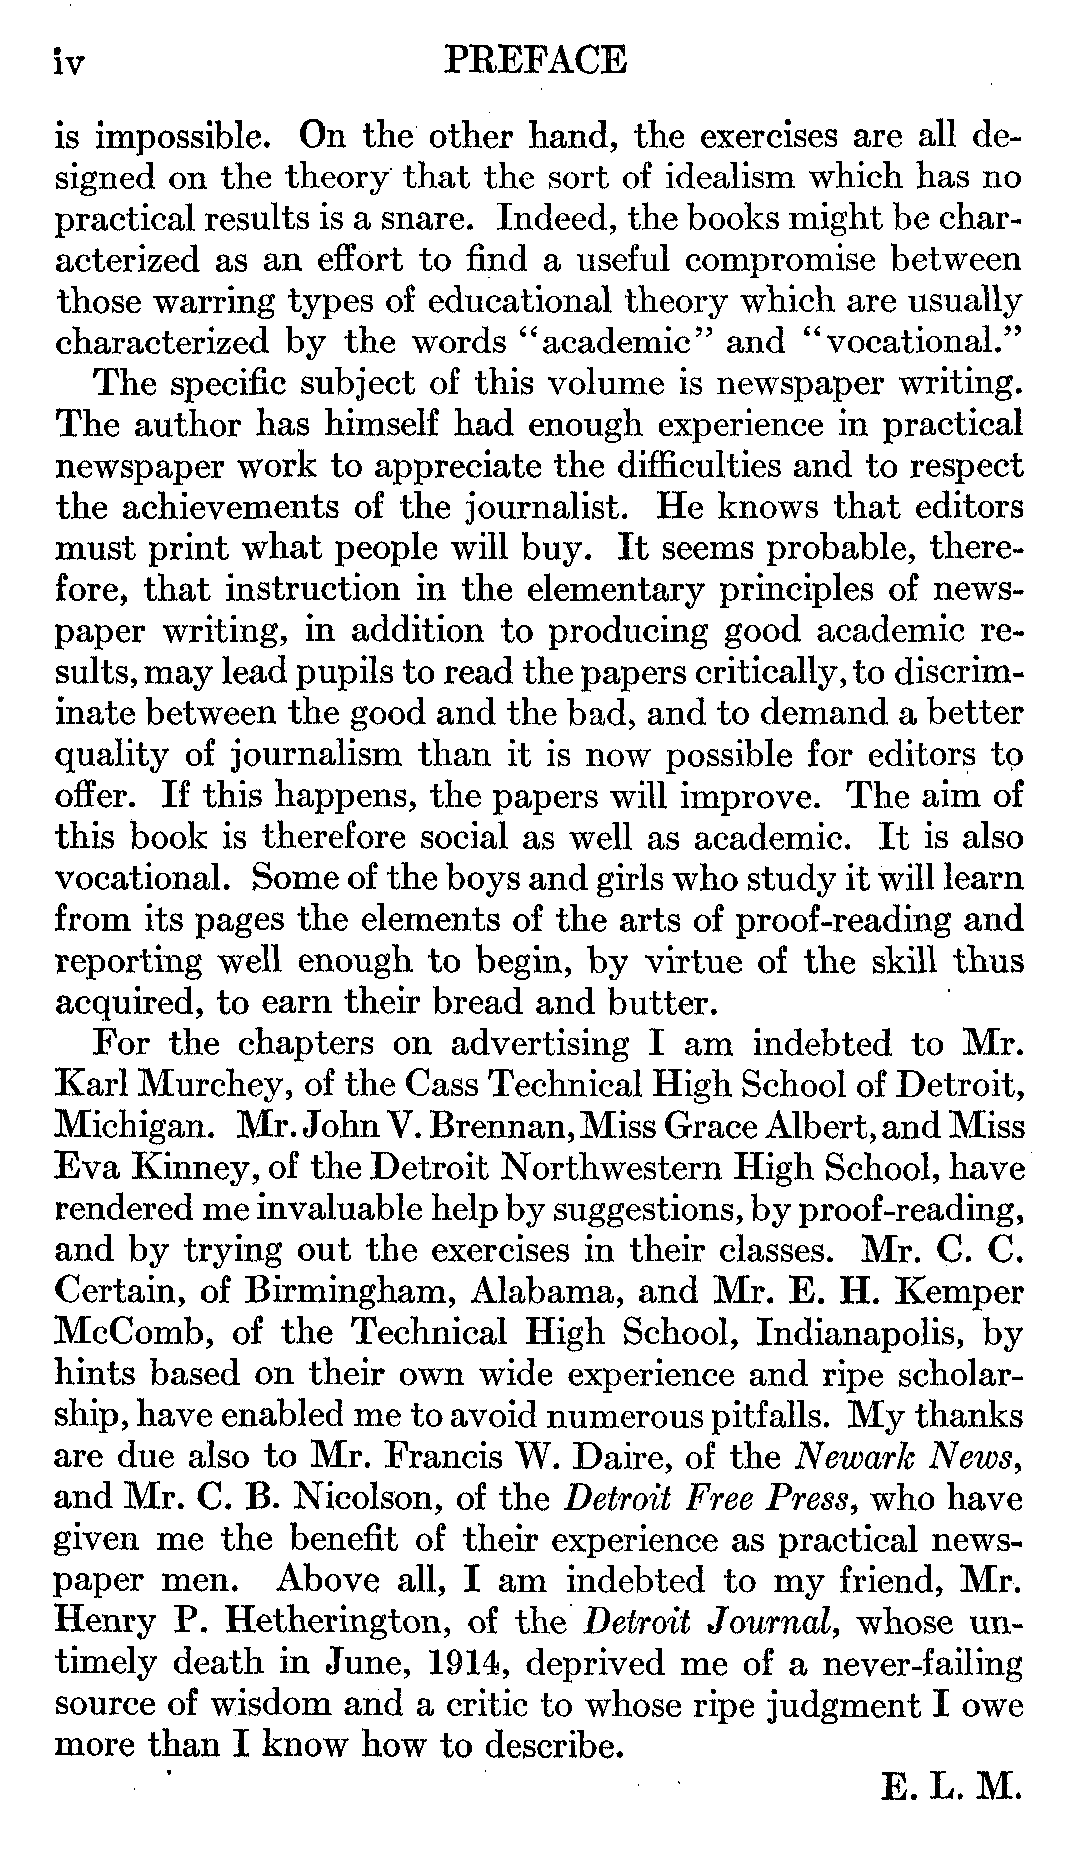 iv PREFACE
is impossible. On the other hand, the exercises are all de-
signed on the theory that the sort of idealism which has no
practical results is a snare. Indeed, the books might be char-
acterized as an effort to find a useful compromise between
those warring types of educational theory which are usually
characterized by the words “academic” and “vocational.”
The specific subject of this volume is newspaper writing.
The author has himself had enough experience in practical
newspaper work to appreciate the difficulties and to respect
the achievements of the journalist. He knows that editors
must print what people will buy. It seems probable, there-
fore, that instruction in the elementary principles of news-
paper writing, in addition to producing good academic re-
sults, may lead pupils to read the papers critically, to discrim-
inate between the good and the bad, and to demand a better
quality of journalism than it is now possible for editors to
offer. If this happens, the papers will improve. The aim of
this book is therefore social as well as academic. It is also
vocational. Some of the boys and girls who study it will learn
from its pages the elements of the arts of proof-reading and
reporting well enough to begin, by virtue of the skill thus
acquired, to earn their bread and butter.
For the chapters on advertising I am indebted to Mr.
Karl Murchey, of the Cass Technical High School of Detroit,
Michigan. Mr. John V. Brennan, Miss Grace Albert, and Miss
Eva Kinney, of the Detroit Northwestern High School, have
rendered me invaluable help by suggestions, by proof-reading,
and by trying out the exercises in their classes. Mr. C. C.
Certain, of Birmingham, Alabama, and Mr. E. H. Kemper
McComb, of the Technical High School, Indianapolis, by
hints based on their own wide experience and ripe scholar-
ship, have enabled me to avoid numerous pitfalls. My thanks
are due also to Mr. Francis W. Daire, of the Newark News,
and Mr. C. B. Nicolson, of the Detroit Free Press, who have
given me the benefit of their experience as practical news-
paper men. Above all, I am indebted to my friend, Mr.
Henry P. Hetherington, of the Detroit Journal, whose un-
timely death in June, 1914, deprived me of a never-failing
source of wisdom and a critic to whose ripe judgment I owe
more than I know how to describe.
E. L. M.